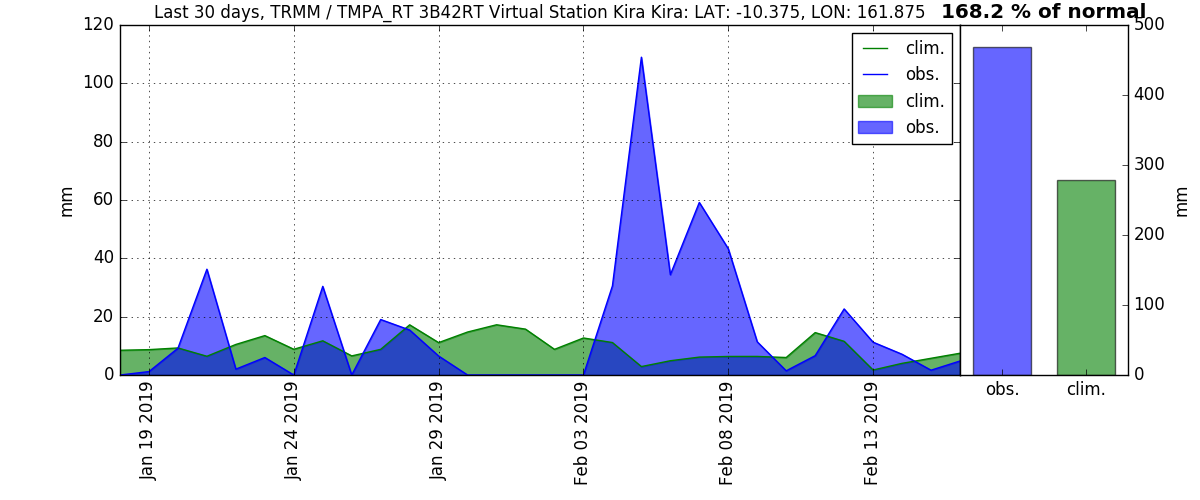 Last 30 days, TRMM / TMPA_RT 3B42RT Virtual Station Kira Kira: LAT: -10.375, LON: 161.875 168.2 % of normal
120
100
80
60
40
20
0
mm
clim.
obs.
clim.
obs.
500
400
300
200
100
0
mm
obs. clim.
Jan 19 2019
Jan 24 2019
Jan 29 2019
Feb 03 2019
Feb 08 2019
Feb 13 2019